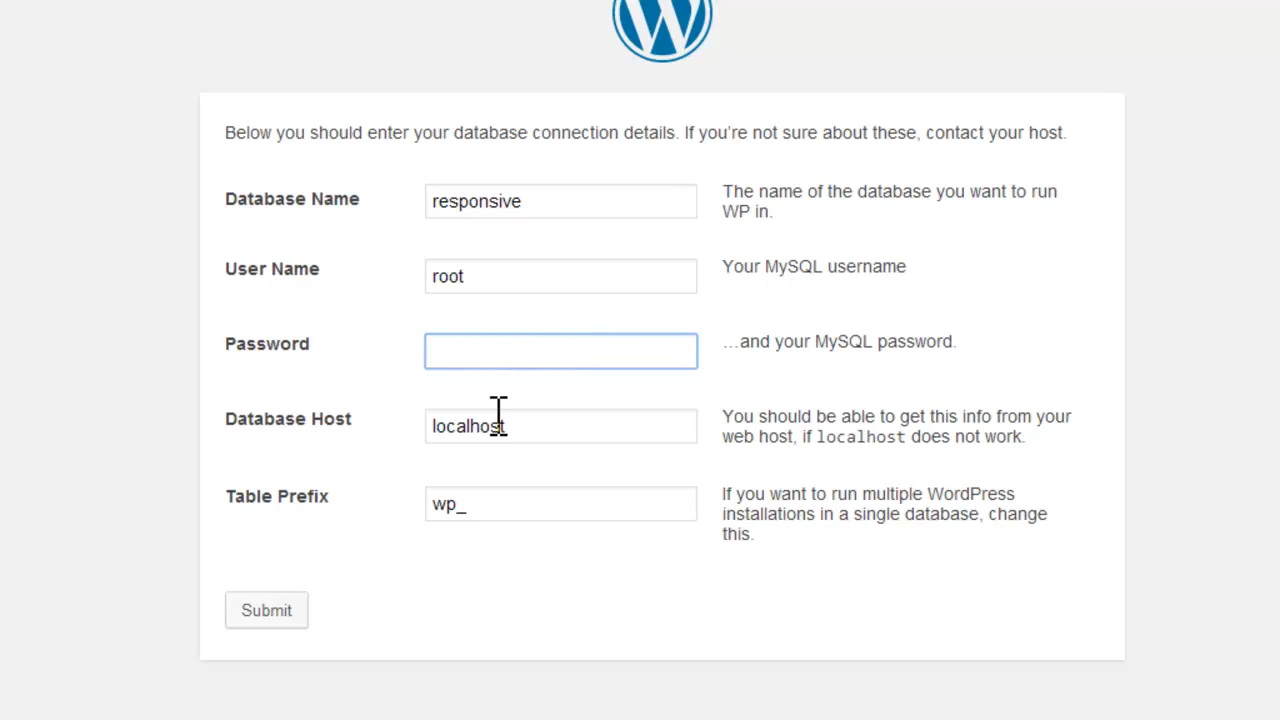 Below you should enter your database connection details. If you’re not sure about these, contact your host.
Database Name
responsive
The name of the database you want to run
WP in.
User Name
root
Your MySQL username
Password
…and your MySQL password.
Database Host
localhost
You should be able to get this info from your
web host, if localhost does not work.
Table Prefix
wp_
If you want to run multiple WordPress
installations in a single database, change
this.
Submit